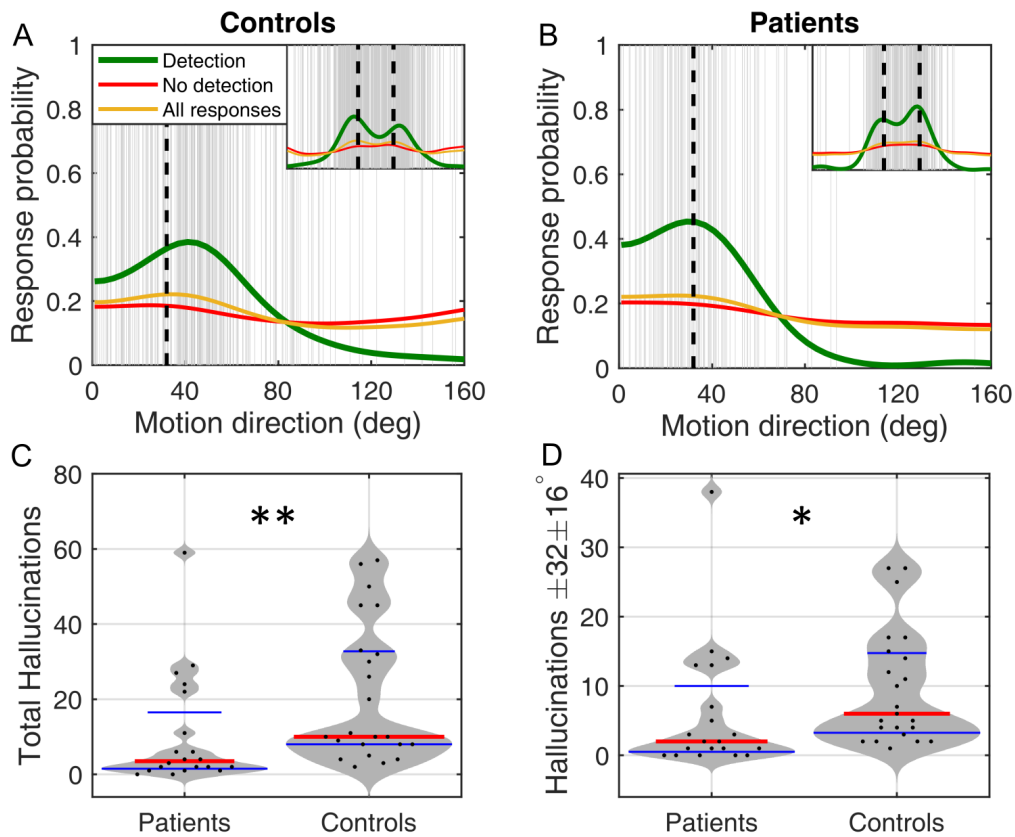 A
Controls
Response probability
1
0.8
0.6
0.4
0.2
0
Detection
No detection
All responses
0
40
80
120
160
Motion direction (deg)
B
Patients
Response probability
1
0.8
0.6
0.4
0.2
0
0
40
80
120
160
Motion direction (deg)
C
Total Hallucinations
80
60
40
20
0
**
Patients
Controls
D
Hallucinations ±32±16°
40
30
20
10
0
*
Patients
Controls